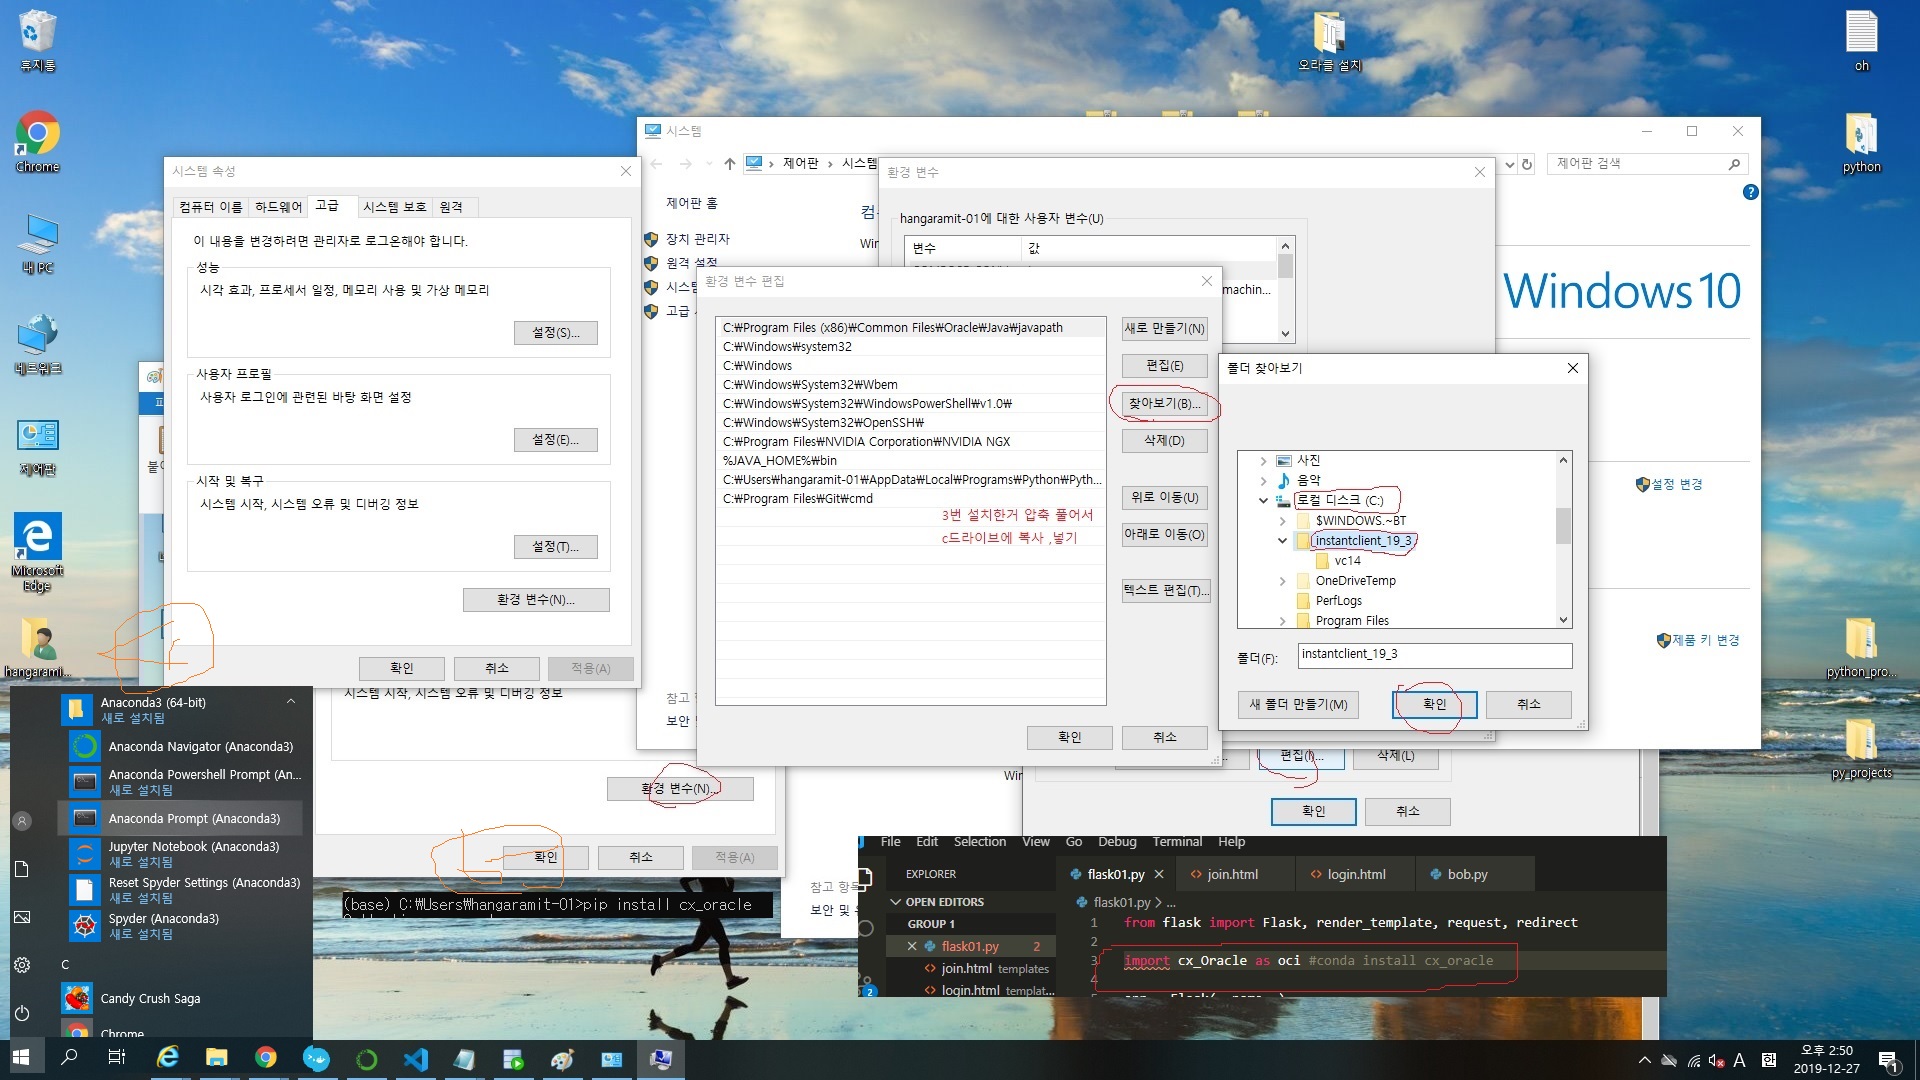 휴지통
Chrome
내 PC
네트워크
제어판
Microsoft
Edge
hangarami...
오라클 설치
oh
python
python_pro...
py_projects
시스템
제어판 › 시스템
제어판 검색
제어판 홈
장치 관리자
원격 설정
고급
Windows 10
설정 변경
제품 키 변경
시스템 속성
컴퓨터 이름
하드웨어
고급
시스템 보호
원격
이 내용을 변경하려면 관리자로 로그온해야 합니다.
성능
시각 효과, 프로세서 일정, 메모리 사용 및 가상 메모리
설정(S)...
사용자 프로필
사용자 로그인에 관련된 바탕 화면 설정
설정(E)...
시작 및 복구
시스템 시작, 시스템 오류 및 디버깅 정보
설정(T)...
환경 변수(N)...
확인
취소
적용(A)
환경 변수
hangaramit-01에 대한 사용자 변수(U)
변수
값
machin...
환경 변수 편집
C:₩Program Files (x86)₩Common Files₩Oracle₩Java₩javapath
C:₩Windows₩system32
C:₩Windows
C:₩Windows₩System32₩Wbem
C:₩Windows₩System32₩WindowsPowerShell₩v1.0₩
C:₩Windows₩System32₩OpenSSH₩
C:₩Program Files₩NVIDIA Corporation₩NVIDIA NGX
%JAVA_HOME%₩bin
C:₩Users₩hangaramit-01₩AppData₩Local₩Programs₩Python₩Pyth...
C:₩Program Files₩Git₩cmd
3번 설치한거 압축 풀어서
c드라이브에 복사 ,넣기
새로 만들기(N)
편집(E)
찾아보기(B)...
삭제(D)
위로 이동(U)
아래로 이동(O)
텍스트 편집(T)...
확인
취소
폴더 찾아보기
사진
음악
로컬 디스크 (C:)
$WINDOWS.~BT
instantclient_19_3
vc14
OneDriveTemp
PerfLogs
Program Files
폴더(F):
instantclient_19_3
새 폴더 만들기(M)
확인
취소
편집(I)...
삭제(L)
확인
취소
시스템 시작, 시스템 오류 및 디버깅 정보
환경 변수(N)...
확인
취소
적용(A)
참고 항목
보안 및
Anaconda3 (64-bit)
새로 설치됨
Anaconda Navigator (Anaconda3)
Anaconda Powershell Prompt (An...
새로 설치됨
Anaconda Prompt (Anaconda3)
Jupyter Notebook (Anaconda3)
새로 설치됨
Reset Spyder Settings (Anaconda3)
새로 설치됨
Spyder (Anaconda3)
새로 설치됨
C
Candy Crush Saga
Chrome
(base) C:₩Users₩hangaramit-01>pip install cx_oracle
File Edit Selection View Go Debug Terminal Help
EXPLORER
OPEN EDITORS
GROUP 1
flask01.py 2
join.html templates
login.html templat...
flask01.py
join.html
login.html
bob.py
flask01.py > ...
1 from flask import Flask, render_template, request, redirect
2
3 import cx_Oracle as oci #conda install cx_oracle
4
오후 2:50
2019-12-27